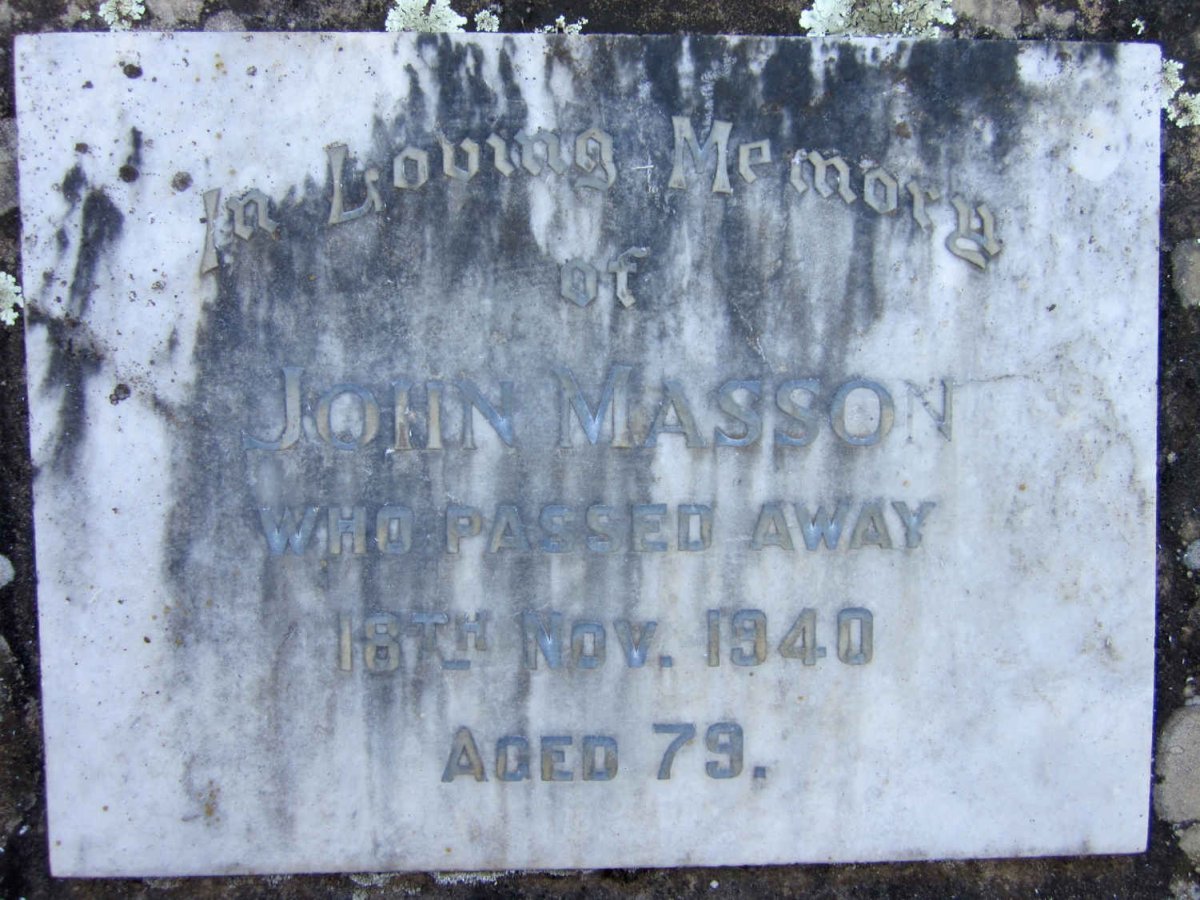 In Loving Memory
of
JOHN MASSON
WHO PASSED AWAY
18TH NOV. 1940
AGED 79.